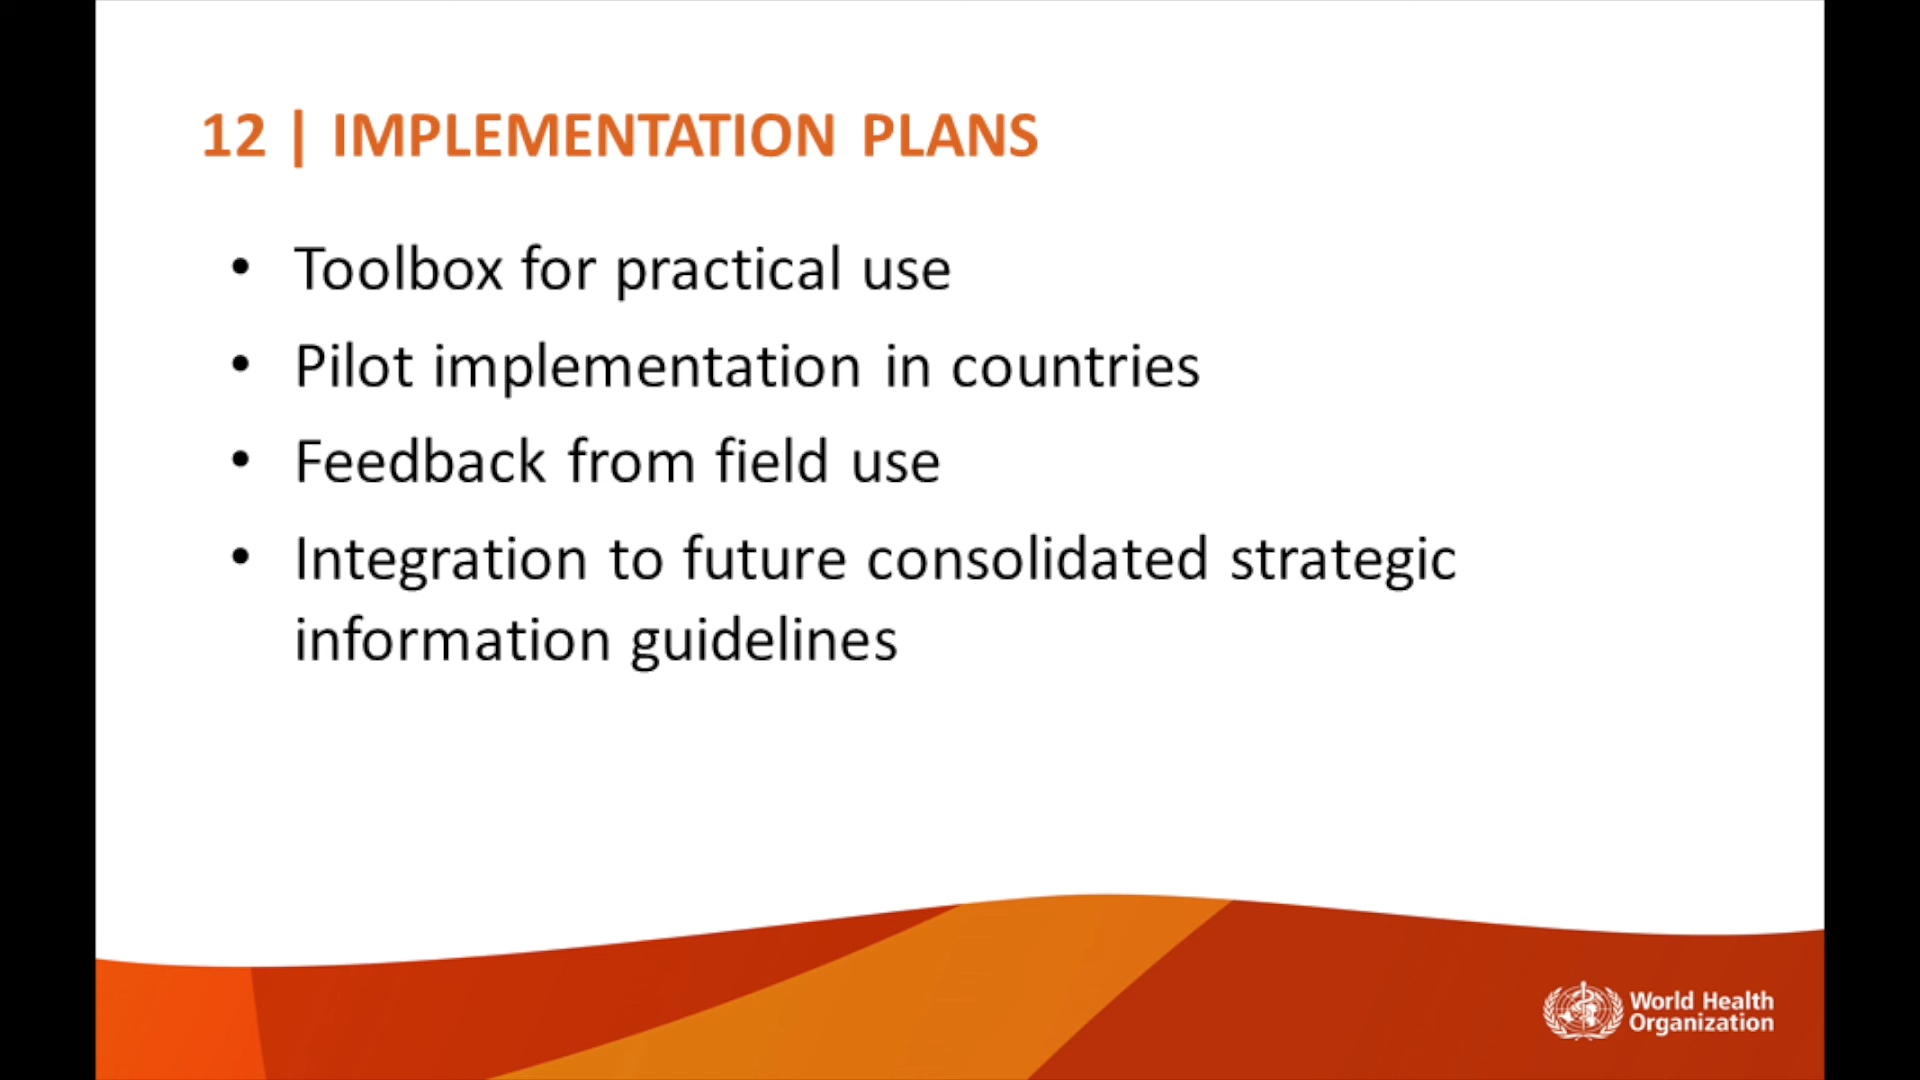 12 | IMPLEMENTATION PLANS
• Toolbox for practical use
• Pilot implementation in countries
• Feedback from field use
• Integration to future consolidated strategic
information guidelines
World Health
Organization